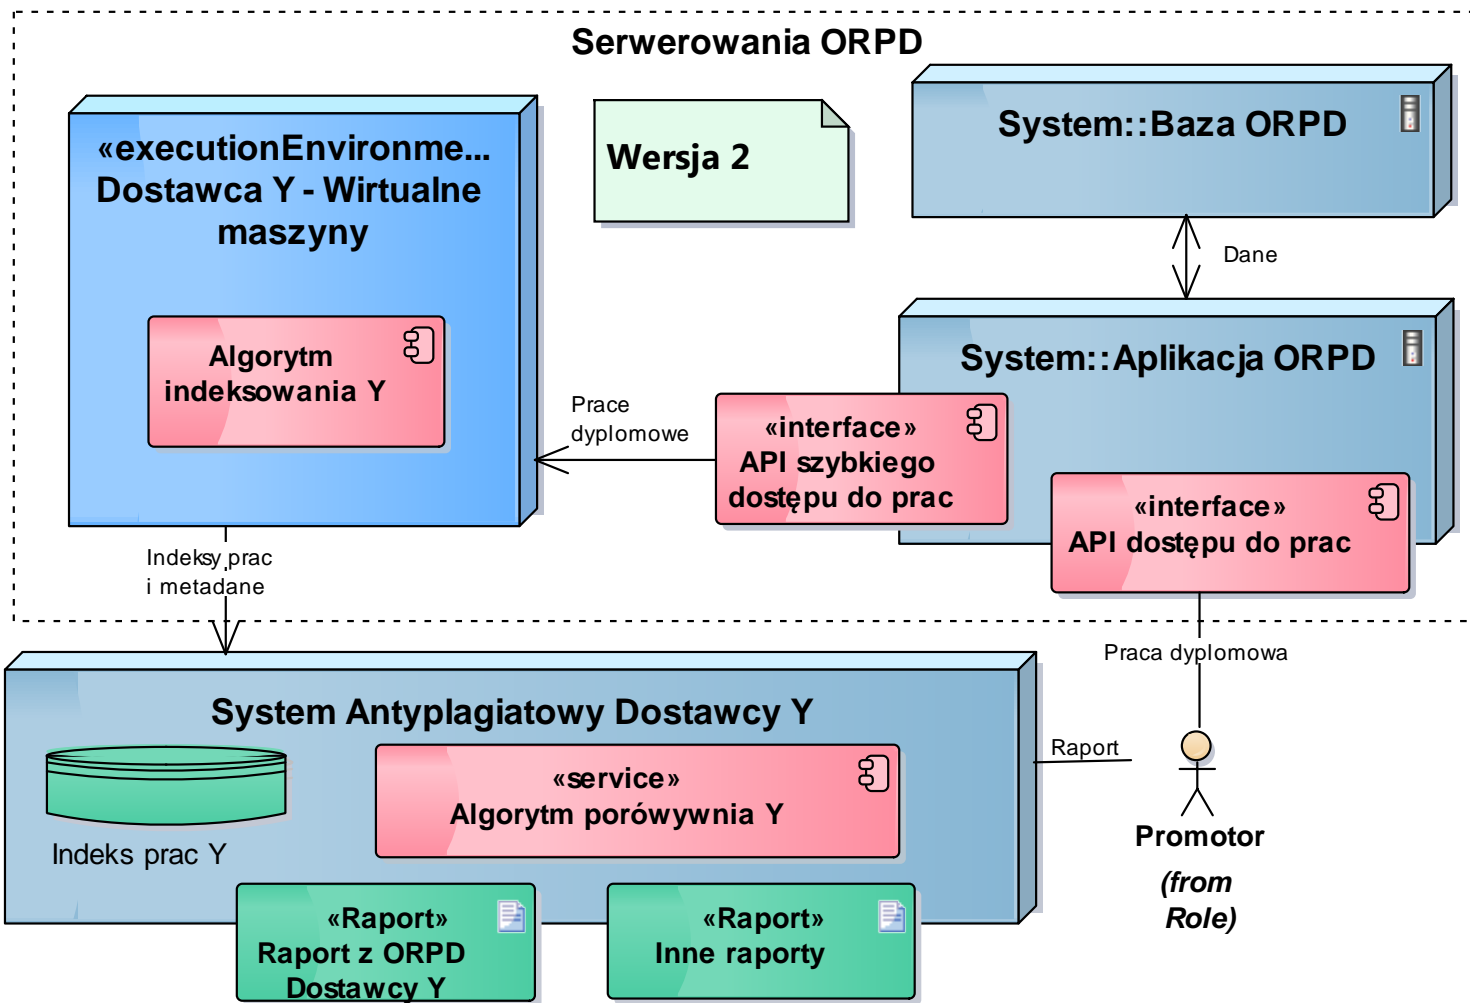 Serwerowania ORPD
«executionEnvironme...
Dostawca Y - Wirtualne
maszyny
Wersja 2
System::Baza ORPD
Dane
Algorytm
indeksowania Y
System::Aplikacja ORPD
Prace
dyplomowe
«interface»
API szybkiego
dostępu do prac
«interface»
API dostępu do prac
Indeksy prac
i metadane
Praca dyplomowa
System Antyplagiatowy Dostawcy Y
Raport
«service»
Algorytm porówywnia Y
Indeks prac Y
Promotor
(from
Role)
«Raport»
Raport z ORPD
Dostawcy Y
«Raport»
Inne raporty